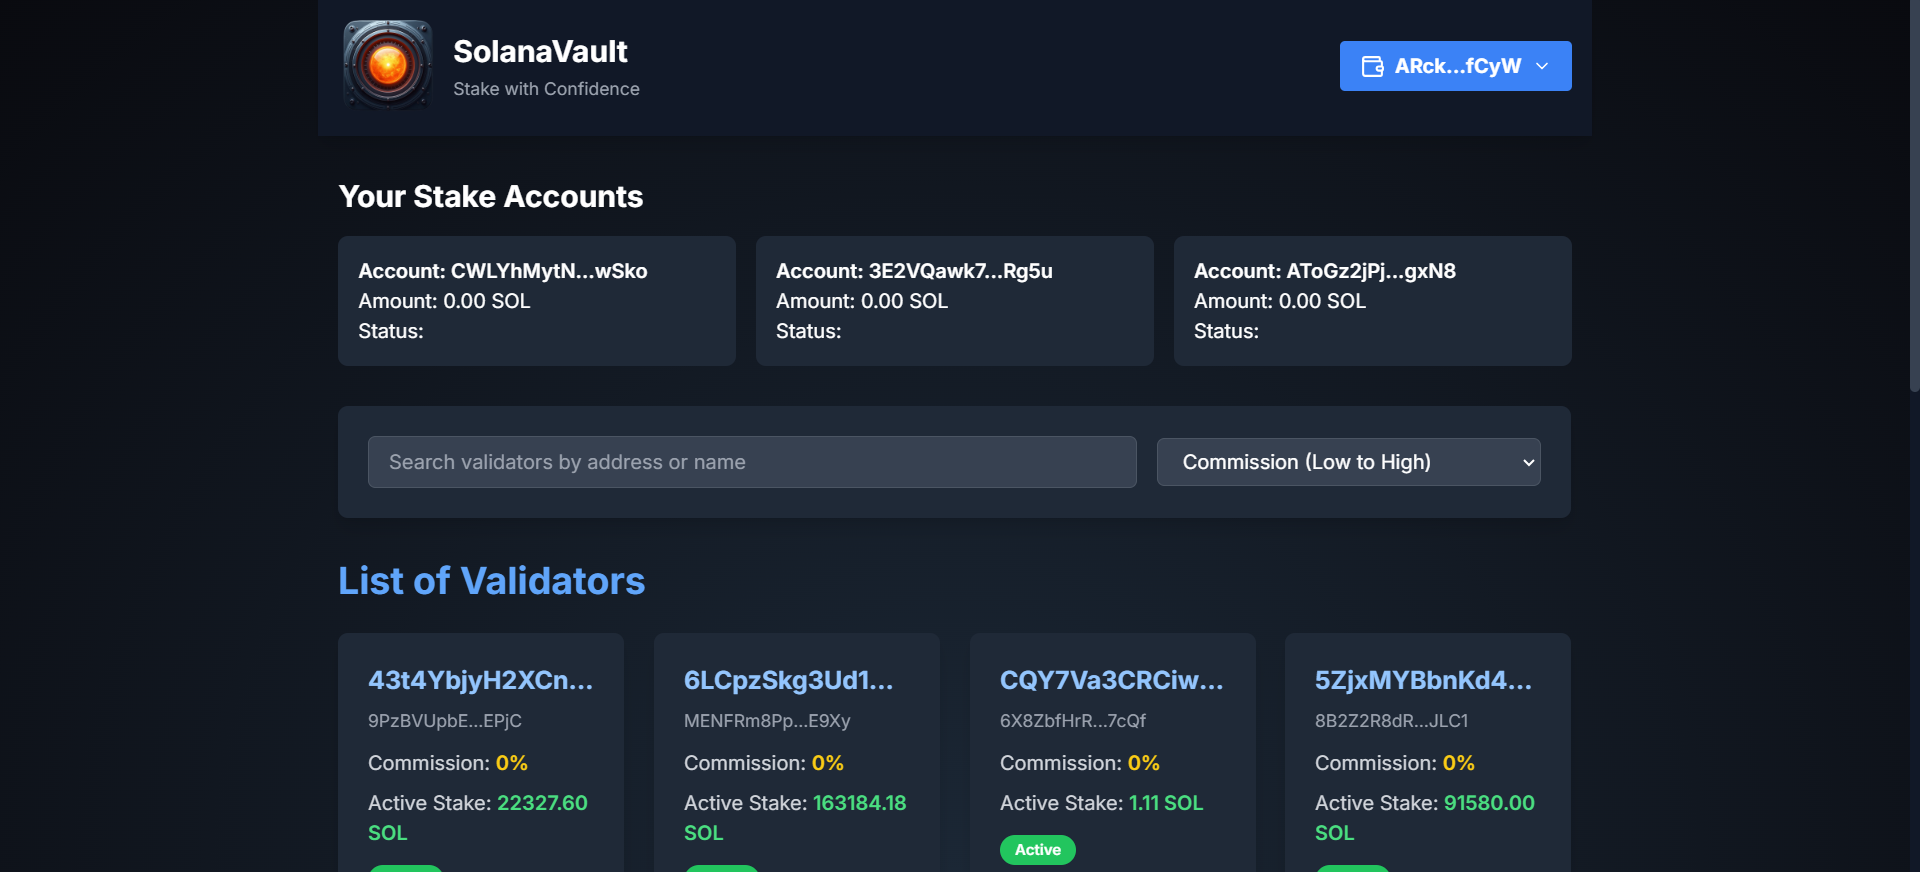 SolanaVault
Stake with Confidence
ARck...fCyW
Your Stake Accounts
Account: CWLYhMytN...wSko
Amount: 0.00 SOL
Status:
Account: 3E2VQawk7...Rg5u
Amount: 0.00 SOL
Status:
Account: AToGz2jPj...gxN8
Amount: 0.00 SOL
Status:
Search validators by address or name
Commission (Low to High)
List of Validators
43t4YbjyH2XCn...
9PzBVUpbE...EPjC
Commission: 0%
Active Stake: 22327.60
SOL
6LCpzSkg3Ud1...
MENFRm8Pp...E9Xy
Commission: 0%
Active Stake: 163184.18
SOL
CQY7Va3CRCiw...
6X8ZbfHrR...7cQf
Commission: 0%
Active Stake: 1.11 SOL
Active
5ZjxMYBbnKd4...
8B2Z2R8dR...JLC1
Commission: 0%
Active Stake: 91580.00
SOL